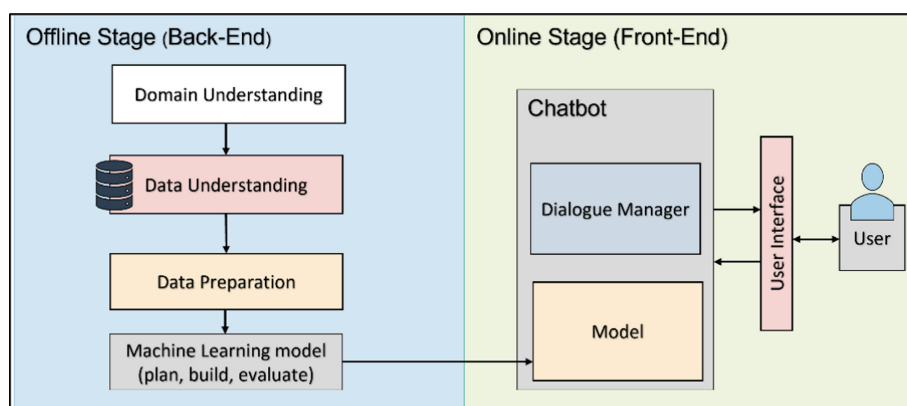 Offline Stage (Back-End)
Domain Understanding
Data Understanding
Data Preparation
Machine Learning model
(plan, build, evaluate)
Online Stage (Front-End)
Chatbot
Dialogue Manager
Model
User Interface
User